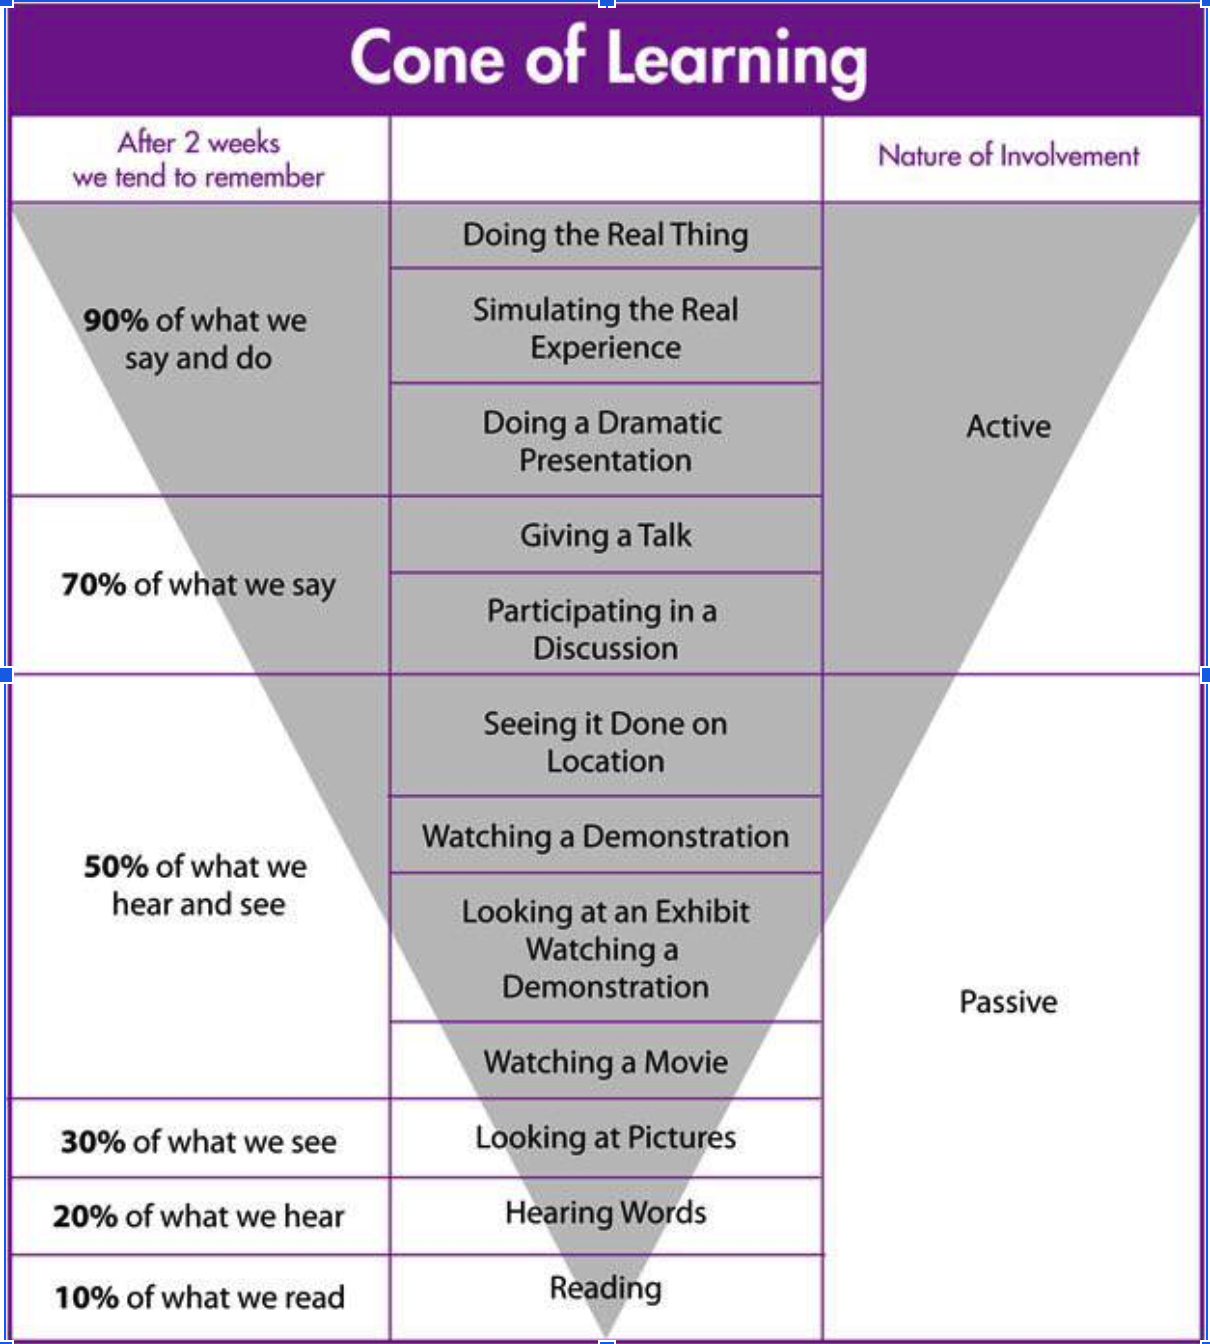 Cone of Learning
After 2 weeks
we tend to remember
Nature of Involvement
90% of what we
say and do
Doing the Real Thing
Simulating the Real
Experience
Doing a Dramatic
Presentation
Active
70% of what we say
Giving a Talk
Participating in a
Discussion
50% of what we
hear and see
Seeing it Done on
Location
Watching a Demonstration
Looking at an Exhibit
Watching a
Demonstration
Watching a Movie
Passive
30% of what we see
Looking at Pictures
20% of what we hear
Hearing Words
10% of what we read
Reading